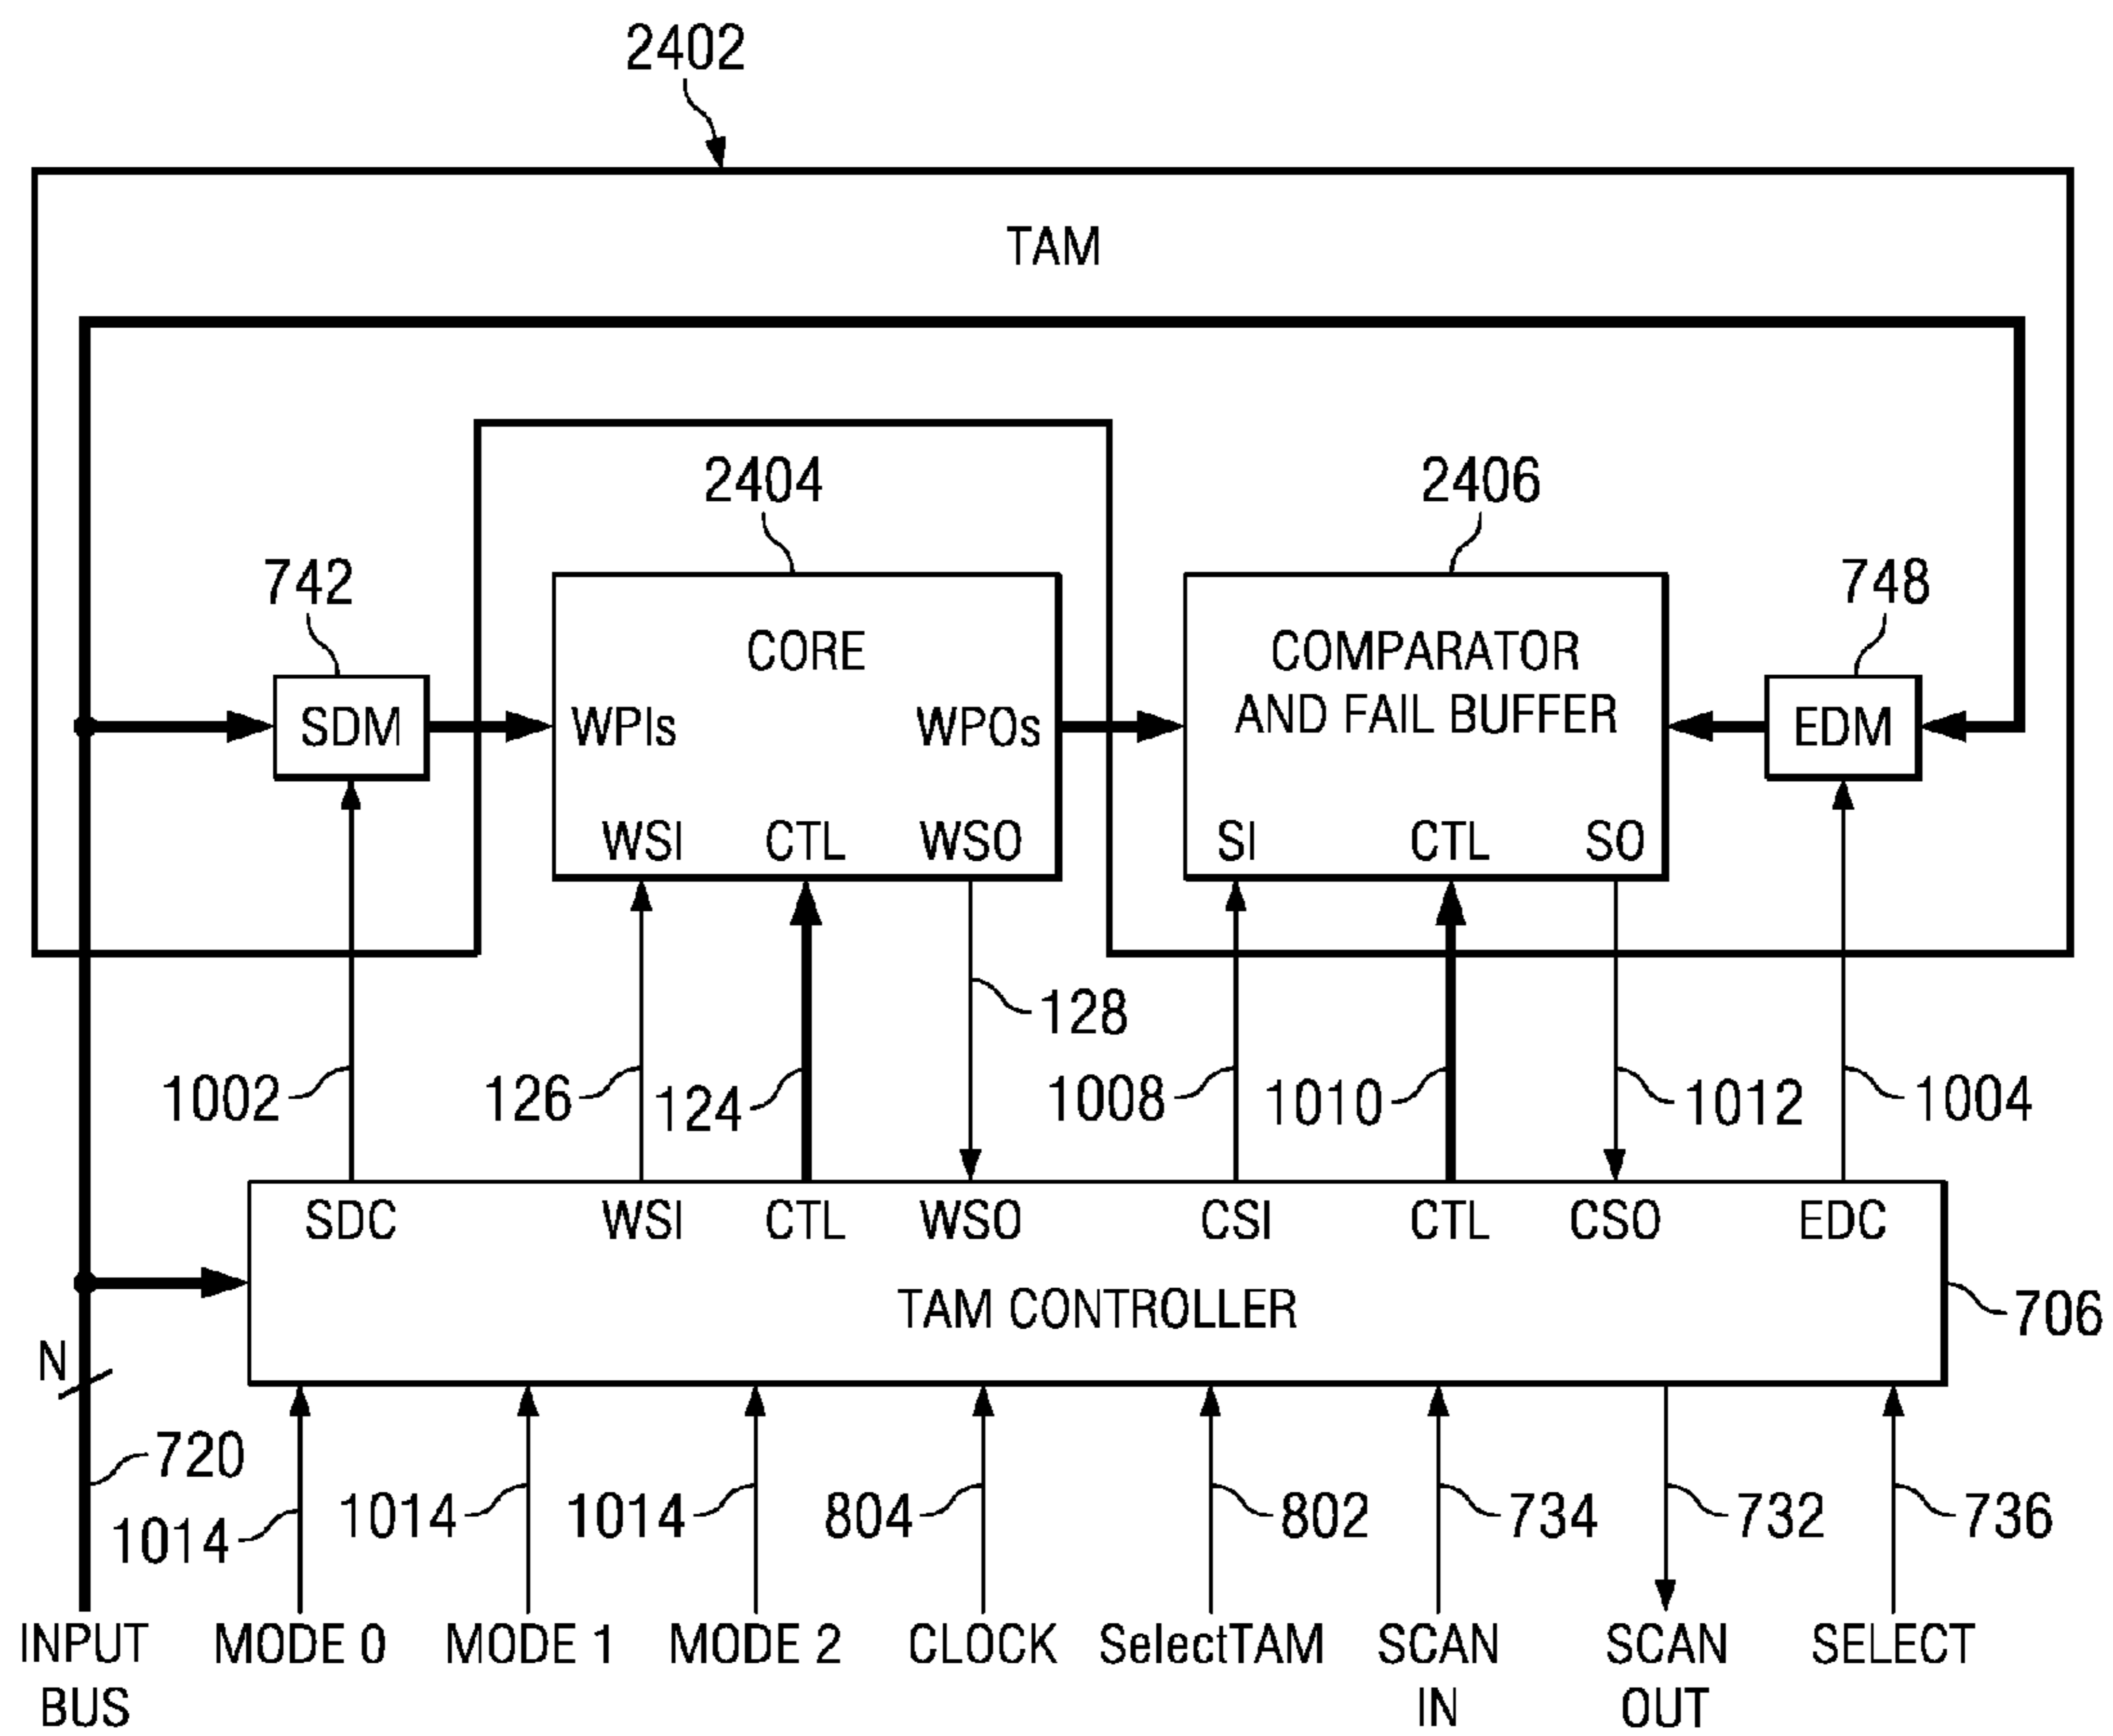 2402
TAM
2404
2406
742
748
CORE
COMPARATOR
AND FAIL BUFFER
SDM
WPIs
WPOs
EDM
WSI
CTL
WSO
SI
CTL
SO
128
1002
126
124
1008
1010
1012
1004
SDC
WSI
CTL
WSO
CSI
CTL
CSO
EDC
TAM CONTROLLER
706
N
720
1014
1014
1014
804
802
734
732
736
INPUT
BUS
MODE 0
MODE 1
MODE 2
CLOCK
SelectTAM
SCAN
IN
SCAN
OUT
SELECT